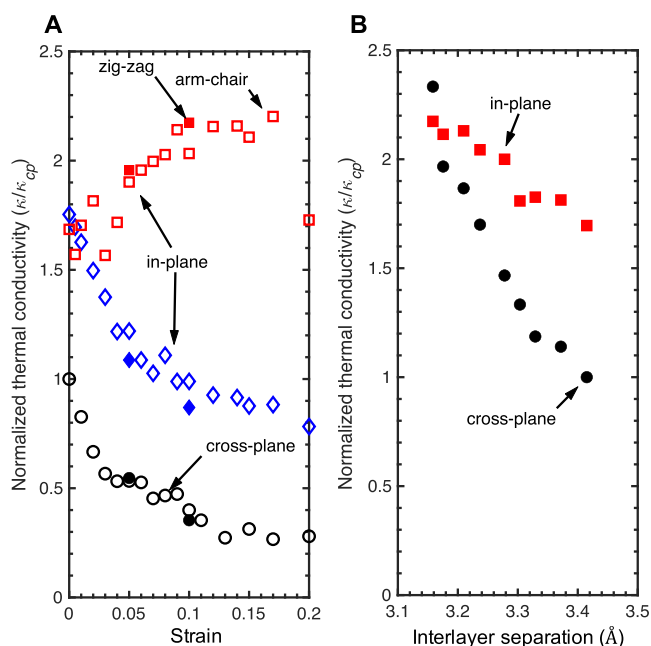 A
B
Normalized thermal conductivity (κ/κcp)
2.5
2
1.5
1
0.5
0
zig-zag
arm-chair
in-plane
cross-plane
0
0.05
0.1
0.15
0.2
Strain
Normalized thermal conductivity (κ/κcp)
2.5
2
1.5
1
0.5
0
in-plane
cross-plane
3.1
3.2
3.3
3.4
3.5
Interlayer separation (Å)